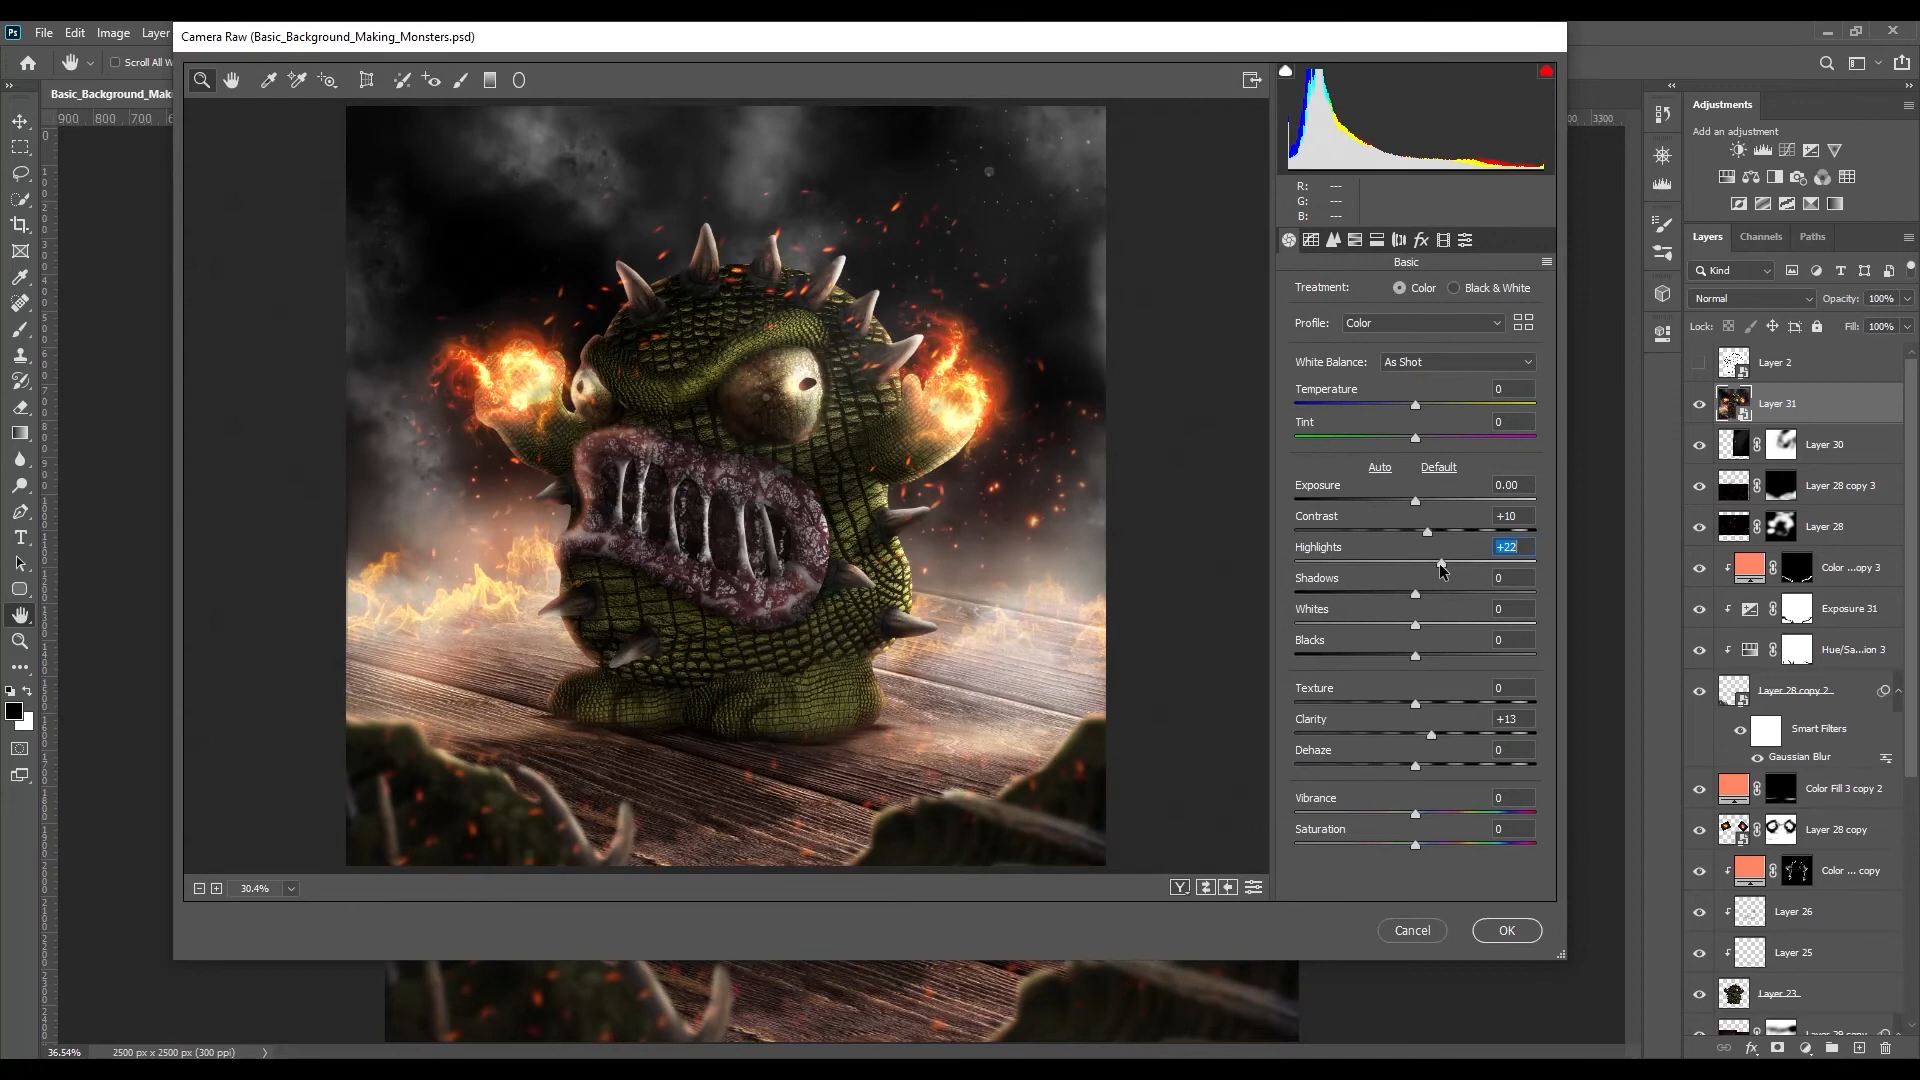 Ps File Edit Image Layer
Camera Raw (Basic_Background_Making_Monsters.psd)
Scroll All W
Basic_Background_Mak
900 800 700
3300
R: ---
G: ---
B: ---
Basic
Treatment: Color Black & White
Profile: Color
White Balance: As Shot
Temperature 0
Tint 0
Auto Default
Exposure 0.00
Contrast +10
Highlights +22
Shadows 0
Whites 0
Blacks 0
Texture 0
Clarity +13
Dehaze 0
Vibrance 0
Saturation 0
30.4%
Y
Cancel OK
36.54% 2500 px x 2500 px (300 ppi)
Adjustments
Add an adjustment
Layers Channels Paths
Kind
Normal Opacity: 100%
Lock: Fill: 100%
Layer 2
Layer 31
Layer 30
Layer 28 copy 3
Layer 28
Color ...opy 3
Exposure 31
Hue/Sa...ion 3
Layer 28 copy 2
Smart Filters
Gaussian Blur
Color Fill 3 copy 2
Layer 28 copy
Color ... copy
Layer 26
Layer 25
Layer 23
Layer 29 copy